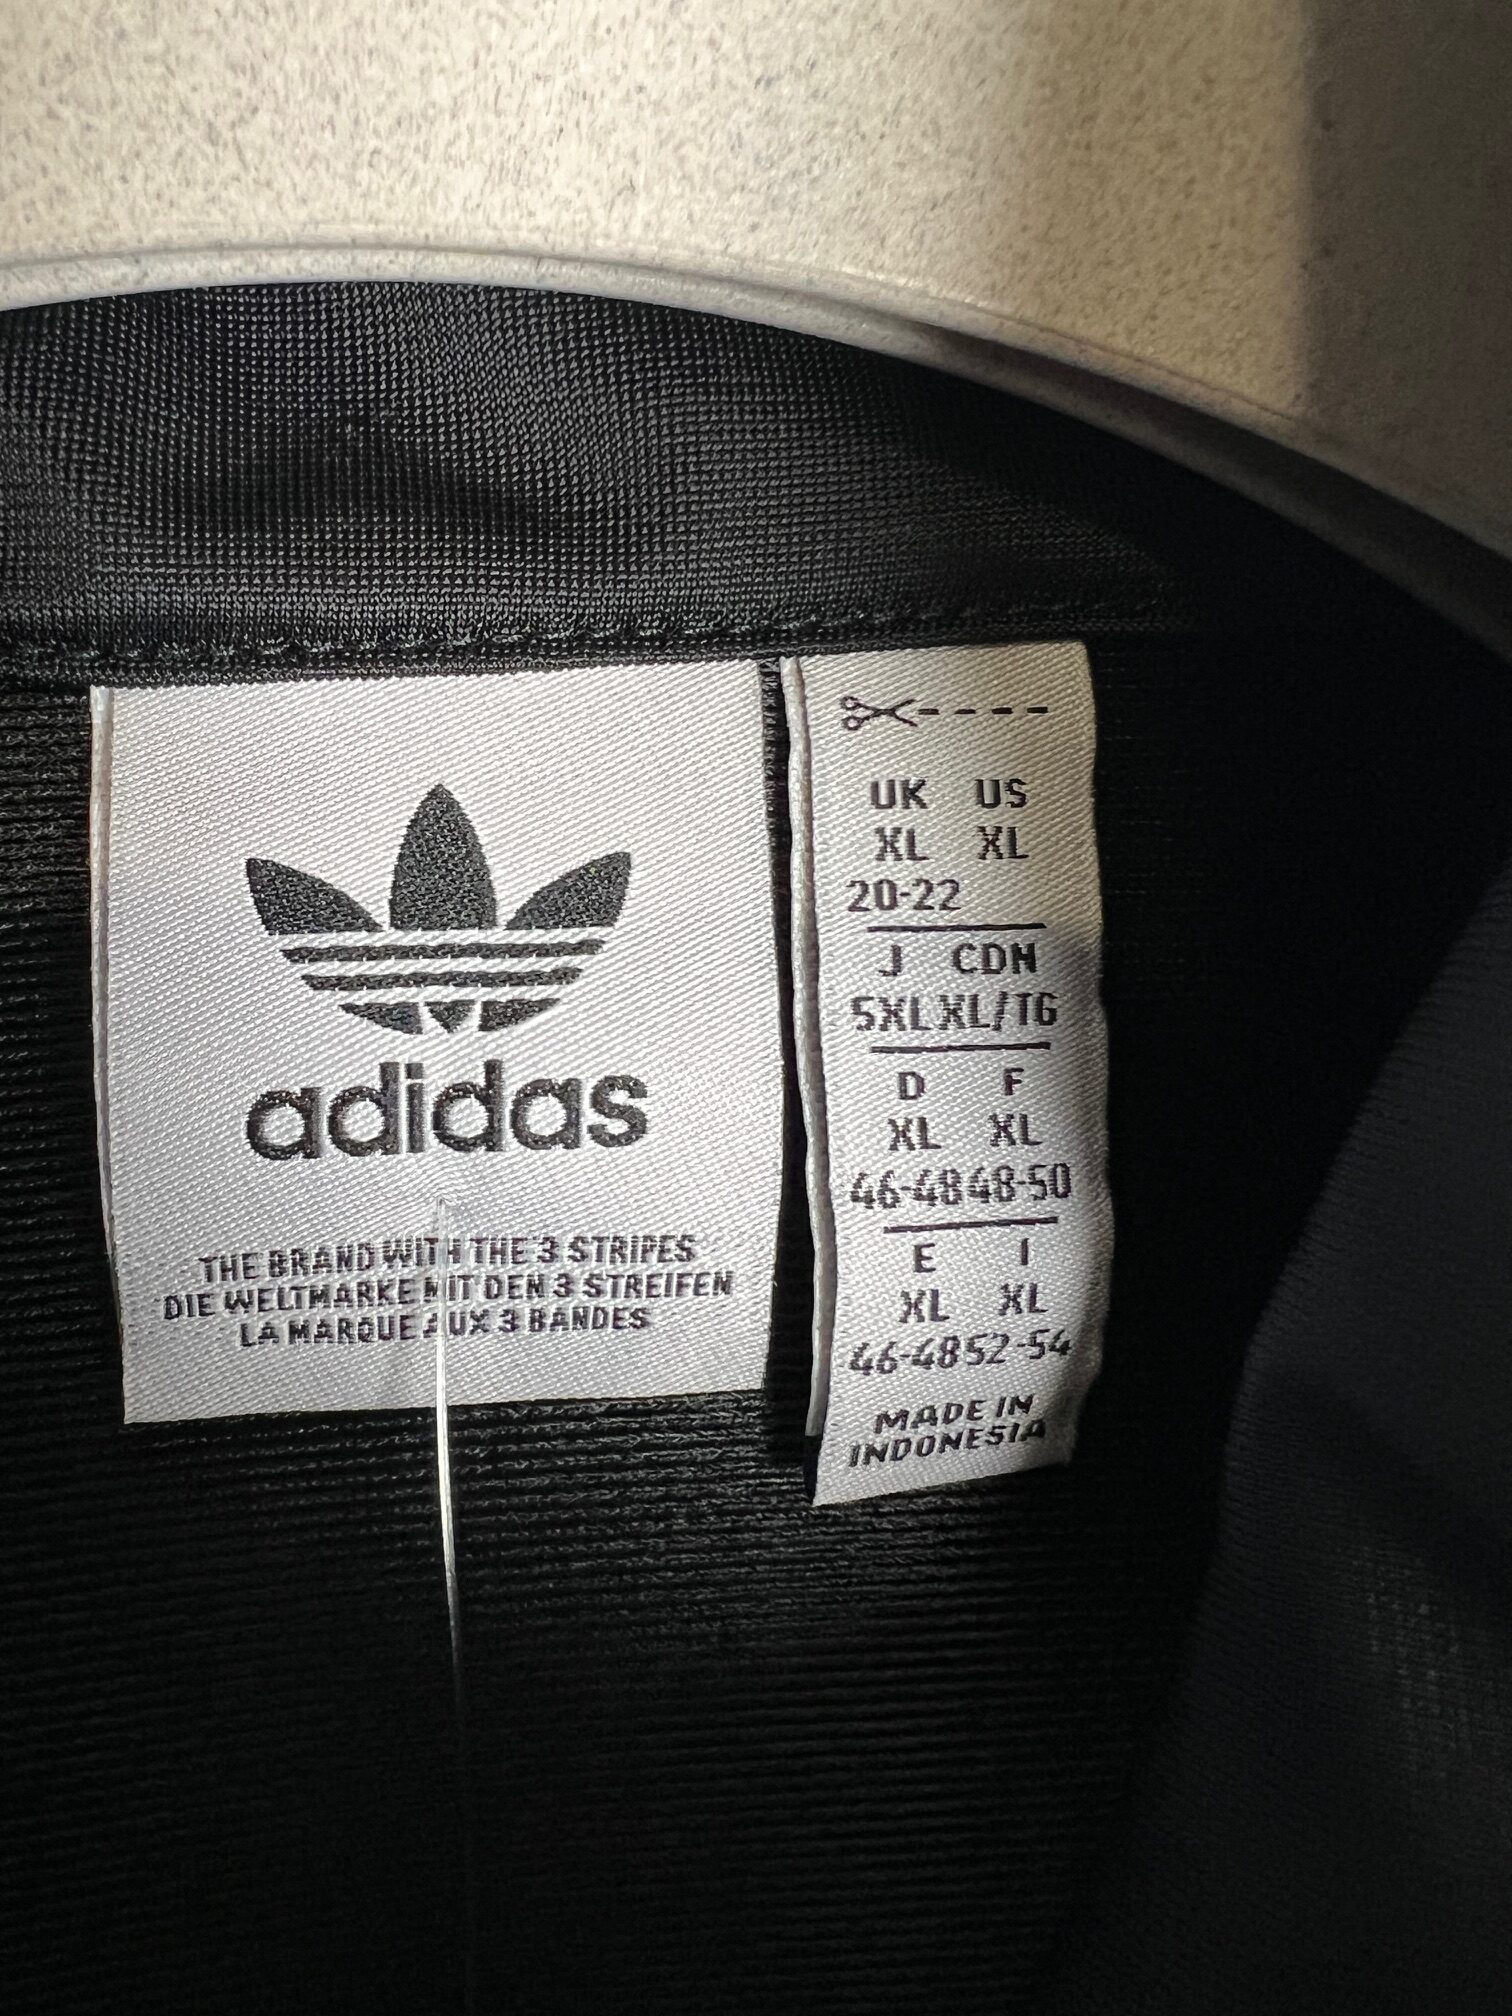 adidas
THE BRAND WITH THE 3 STRIPES
DIE WELTMARKE MIT DEN 3 STREIFEN
LA MARQUE AUX 3 BANDES
UK US
XL XL
20-22
J CDN
5XL XL/TG
D F
XL XL
46-48 48-50
E I
XL XL
46-48 52-54
MADE IN
INDONESIA